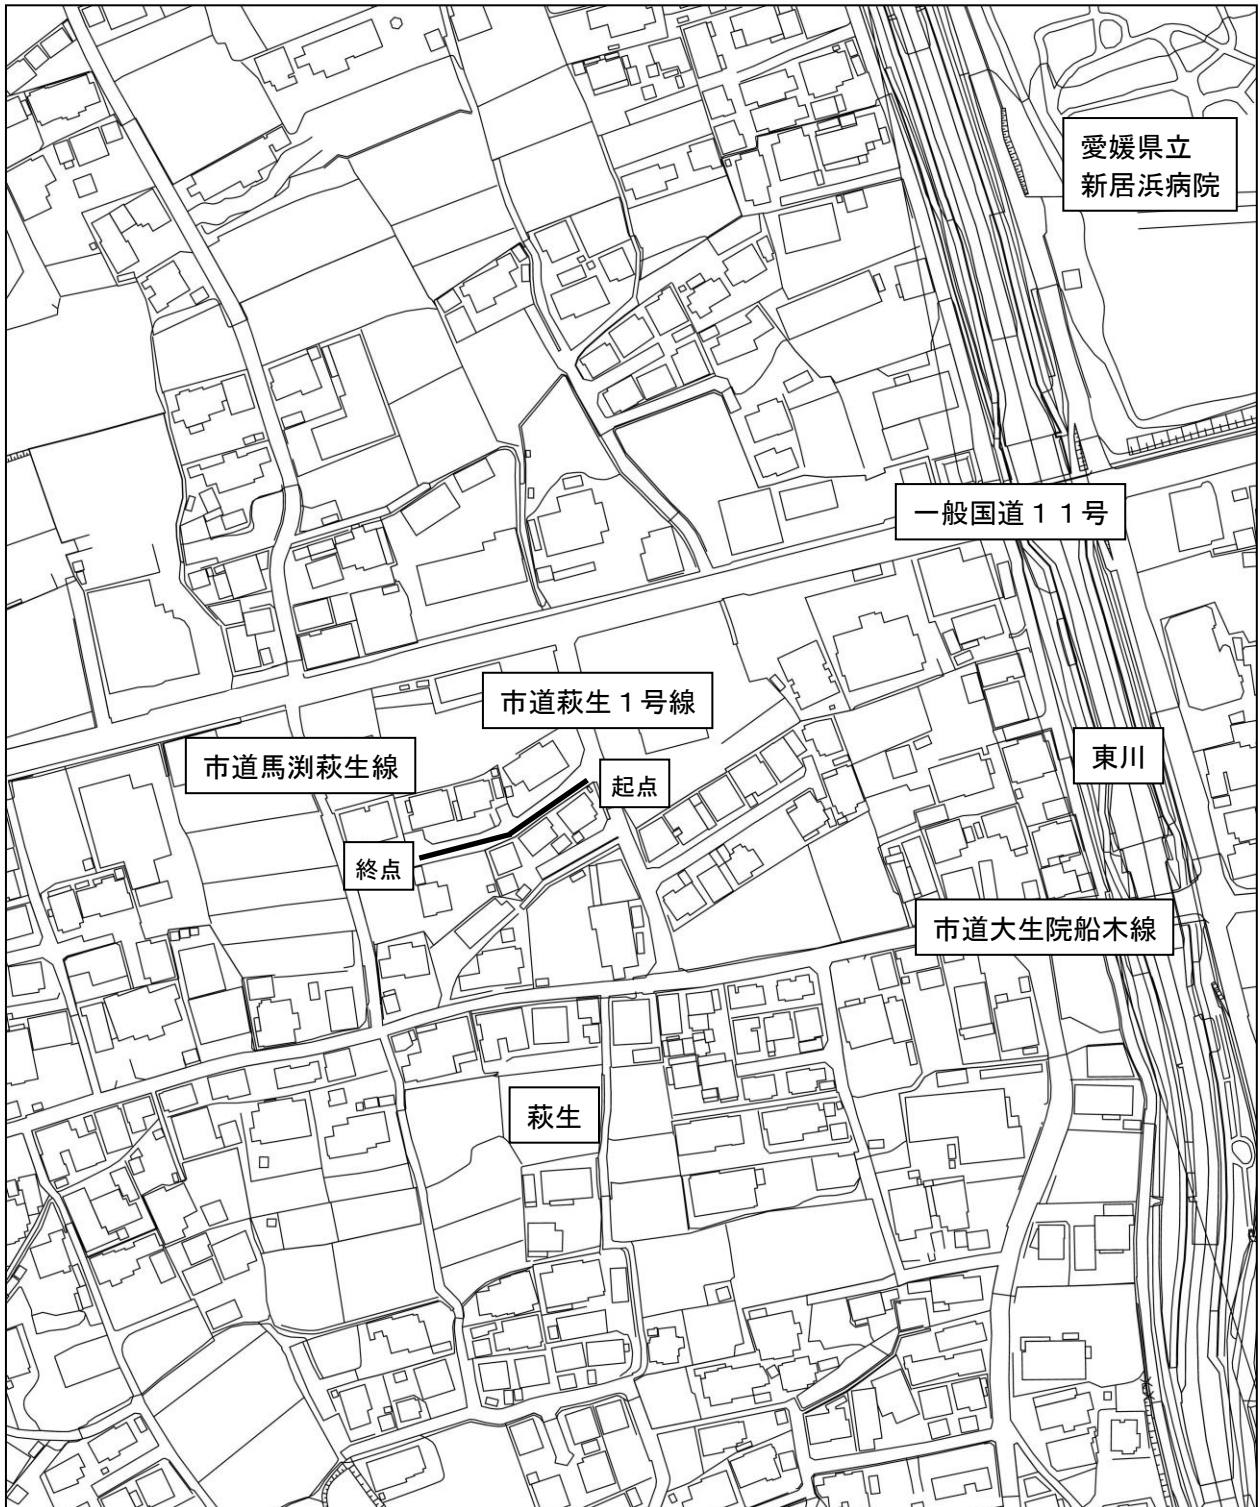 愛媛県立
新居浜病院
一般国道１１号
市道萩生１号線
市道馬渕萩生線
東川
起点
終点
市道大生院船木線
萩生